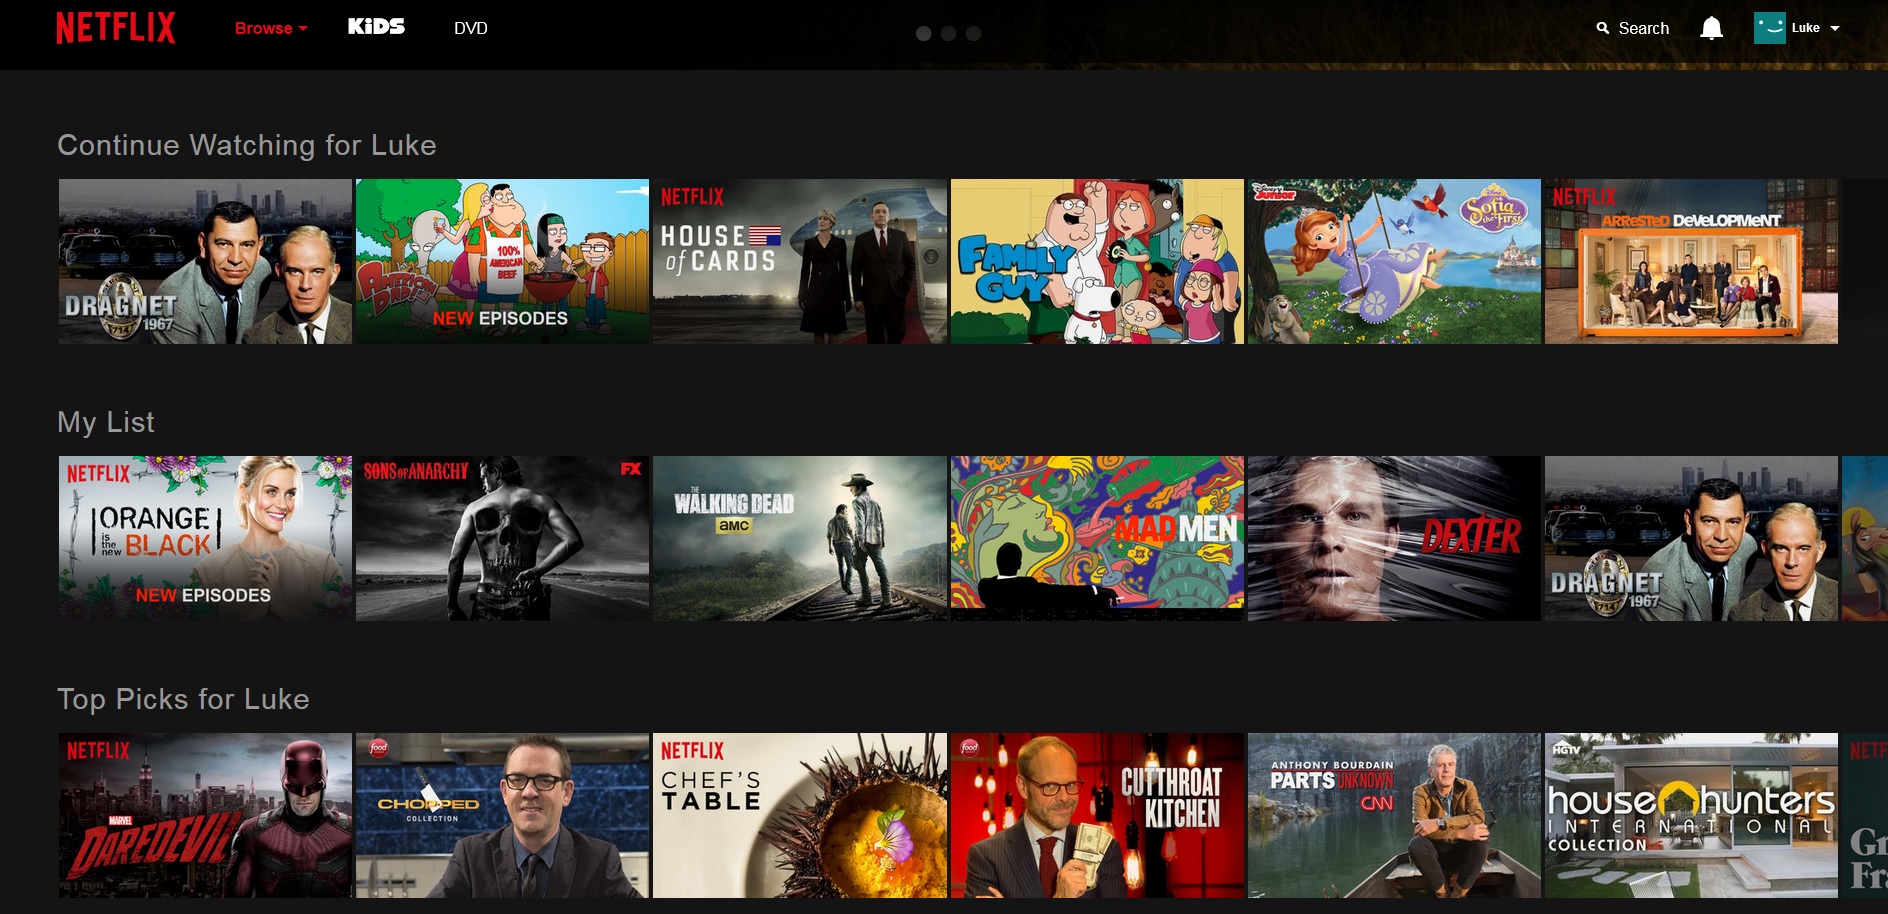 NETFLIX
Browse
KiDS
DVD
Search
Luke
Continue Watching for Luke
DRAGNET
714
1967
AMERICAN
DAD!
100%
AMERICAN
BEEF
NEW EPISODES
NETFLIX
HOUSE
of CARDS
FAMILY
GUY
Disney
JUNIOR
Sofia
the First
NETFLIX
ARReSTeD DeVeLOPMeNT
My List
NETFLIX
ORANGE
is
the
new
BLACK
NEW EPISODES
SONS OF ANARCHY
FX
THE
WALKING DEAD
aMC
MAD MEN
DEXTER
DRAGNET
714
1967
Top Picks for Luke
NETFLIX
MARVEL
DAREDEVIL
food
CHOPPED
COLLECTION
NETFLIX
CHEF'S
TABLE
food
CUTTHROAT
KITCHEN
ANTHONY BOURDAIN
PARTS UNKNOWN
CNN
HGTV
house hunters
INTERNATIONAL
COLLECTION